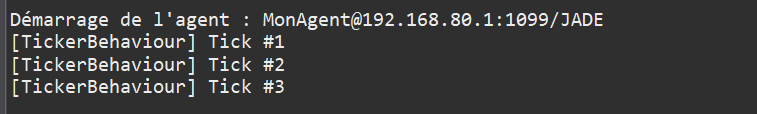 Démarrage de l'agent : MonAgent@192.168.80.1:1099/JADE
[TickerBehaviour] Tick #1
[TickerBehaviour] Tick #2
[TickerBehaviour] Tick #3